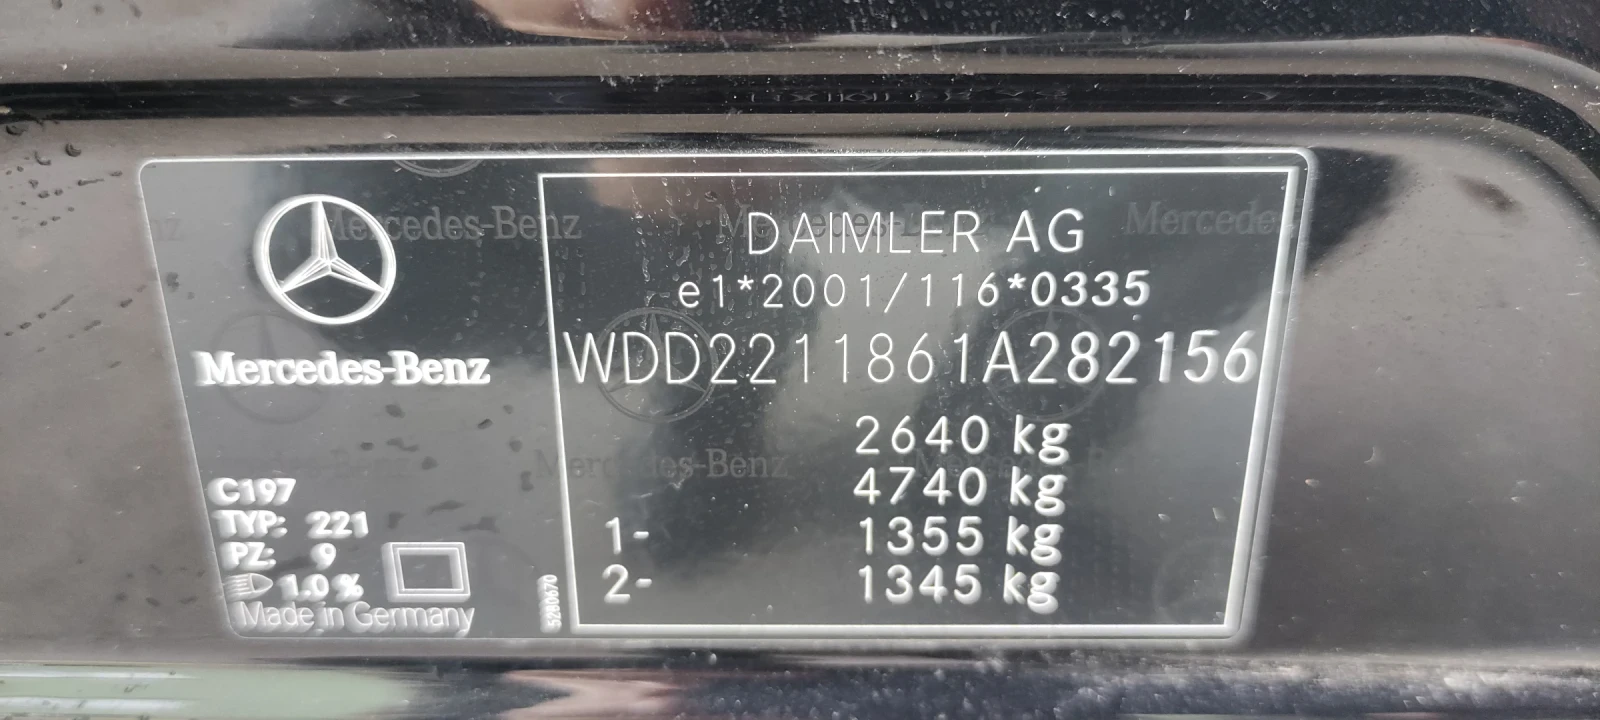 Mercedes-Benz
C197
TYP: 221
PZ: 9
1.0 %
Made in Germany
5280670
DAIMLER AG
e1*2001/116*0335
WDD2211861A282156
2640 kg
4740 kg
1- 1355 kg
2- 1345 kg
Mercedes-Benz
Mercedes-Benz
Mercedes
Mercedes-Benz